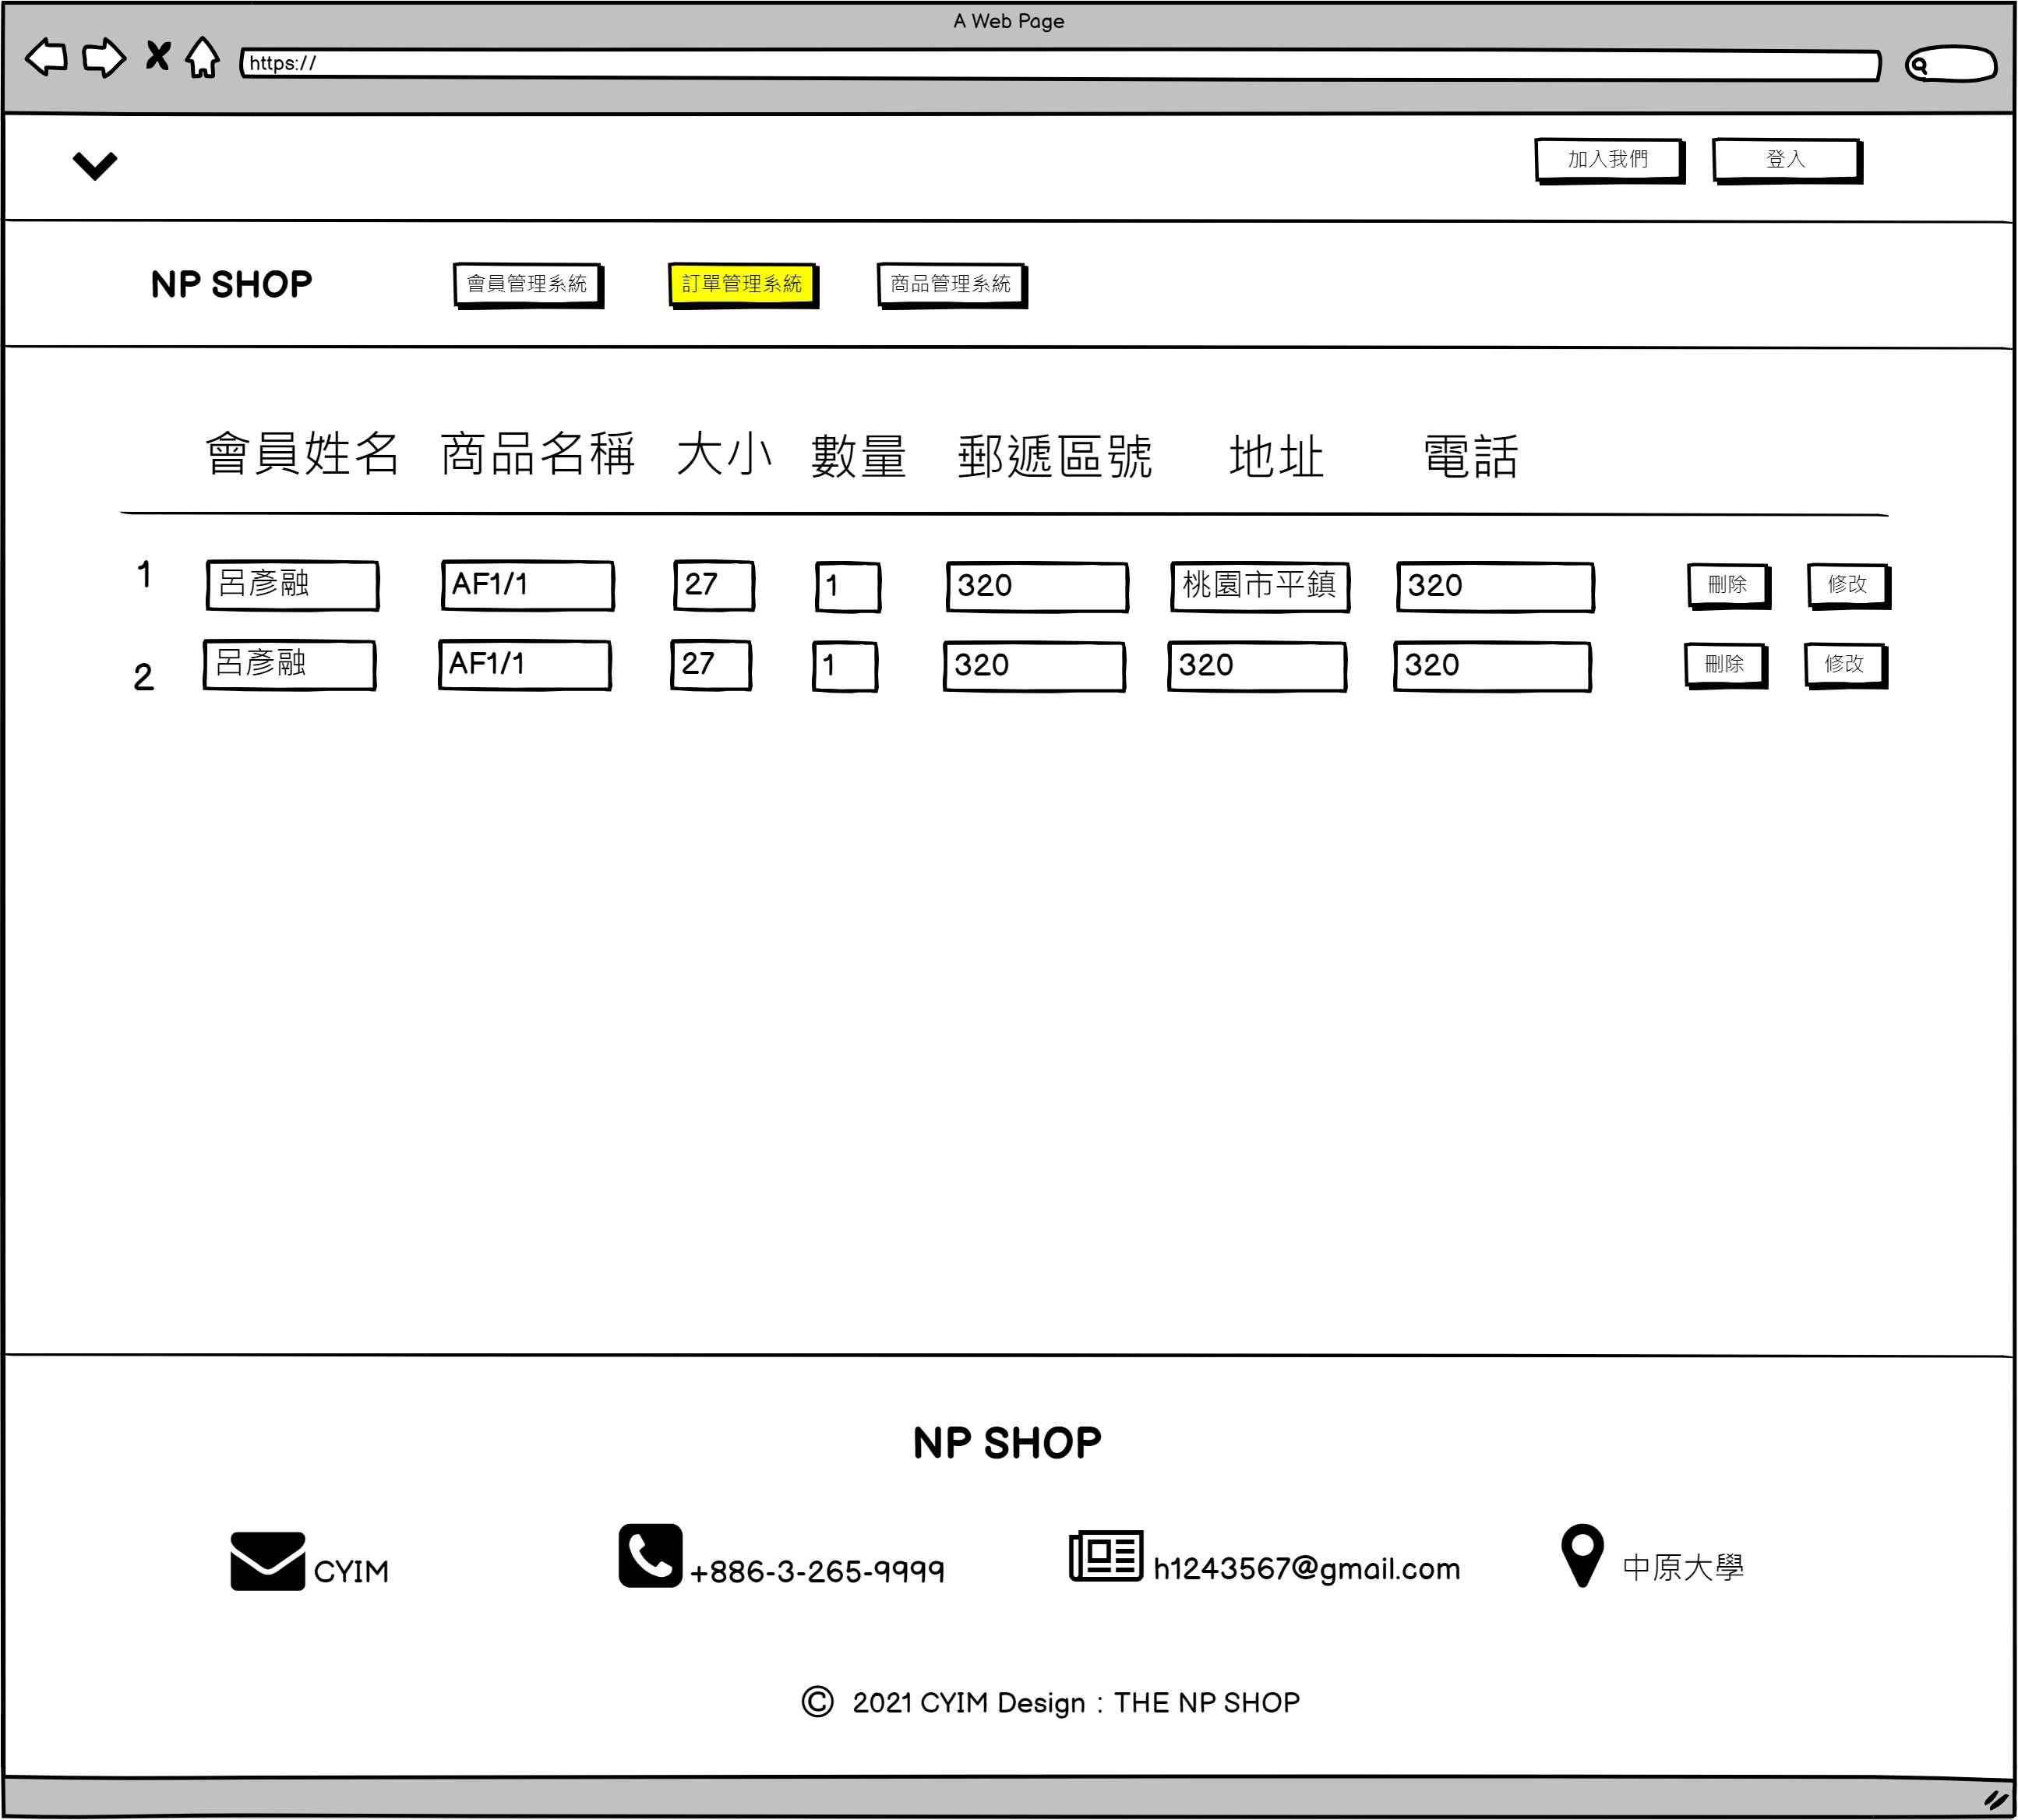 A Web Page
https://
加入我們 登入
NP SHOP 會員管理系統 訂單管理系統 商品管理系統
會員姓名 商品名稱 大小 數量 郵遞區號 地址 電話
1 呂彥融 AF1/1 27 1 320 桃園市平鎮 320 刪除 修改
2 呂彥融 AF1/1 27 1 320 320 320 刪除 修改
NP SHOP
CYIM +886-3-265-9999 h1243567@gmail.com 中原大學
© 2021 CYIM Design : THE NP SHOP